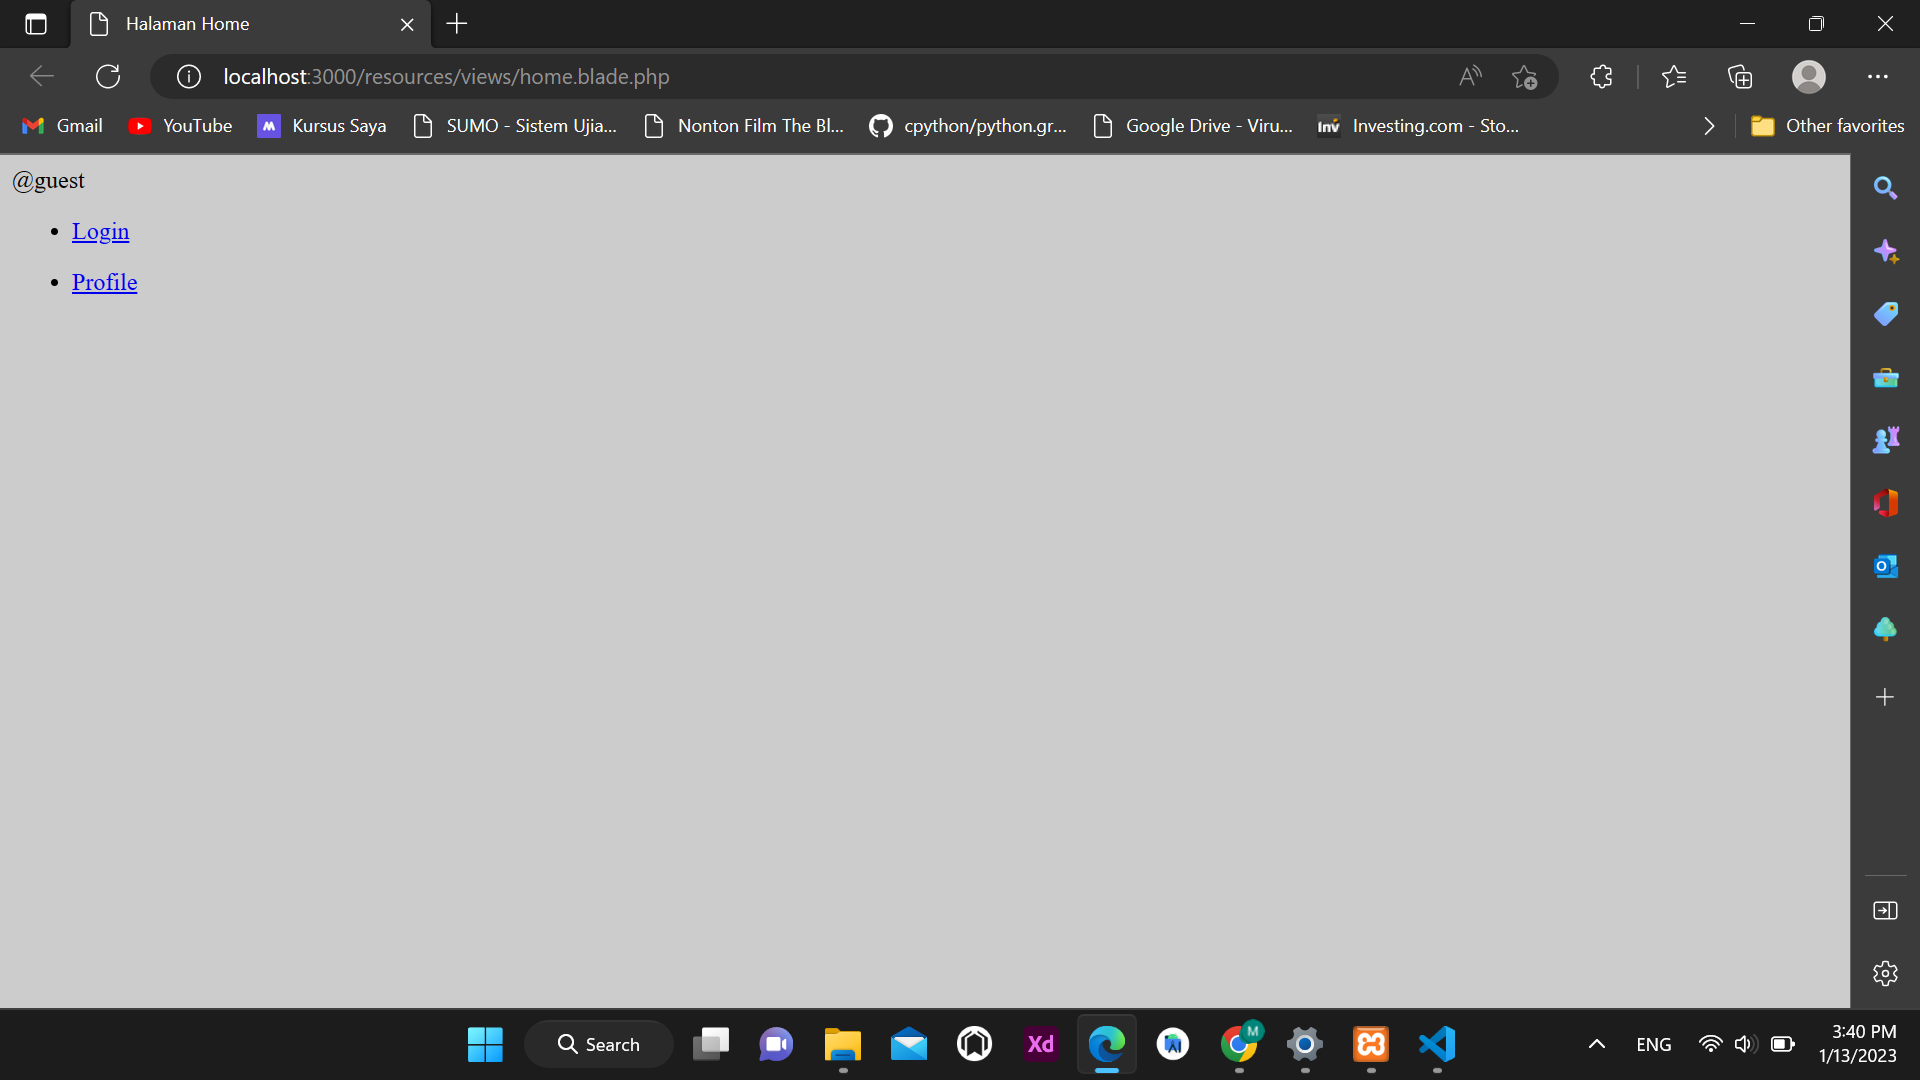 Halaman Home
localhost:3000/resources/views/home.blade.php
Gmail YouTube Kursus Saya SUMO - Sistem Ujia... Nonton Film The Bl... cpython/python.gr... Google Drive - Viru... Investing.com - Sto... Other favorites
@guest
Login
Profile
Search
ENG
3:40 PM
1/13/2023